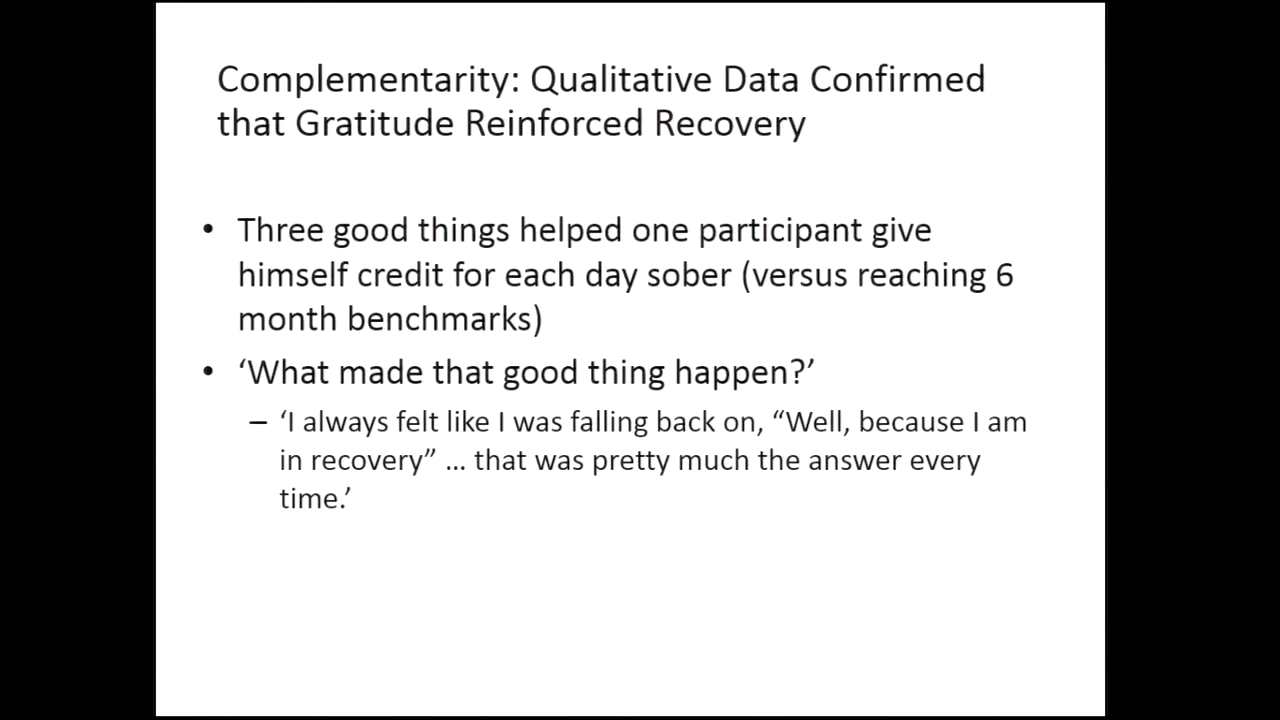 Complementarity: Qualitative Data Confirmed
that Gratitude Reinforced Recovery
• Three good things helped one participant give
himself credit for each day sober (versus reaching 6
month benchmarks)
• ‘What made that good thing happen?’
– ‘I always felt like I was falling back on, “Well, because I am
in recovery” … that was pretty much the answer every
time.’